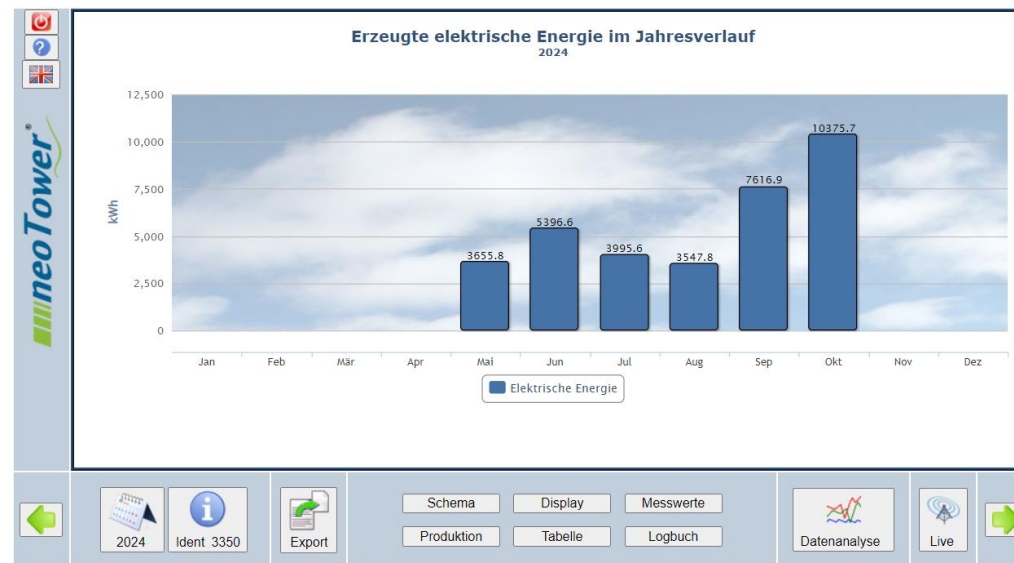 Erzeugte elektrische Energie im Jahresverlauf
2024
neoTower®
kWh
12,500
10,000
7,500
5,000
2,500
0
3655.8
5396.6
3995.6
3547.8
7616.9
10375.7
Jan Feb Mär Apr Mai Jun Jul Aug Sep Okt Nov Dez
Elektrische Energie
2024
Ident 3350
Export
Schema Display Messwerte
Produktion Tabelle Logbuch
Datenanalyse
Live